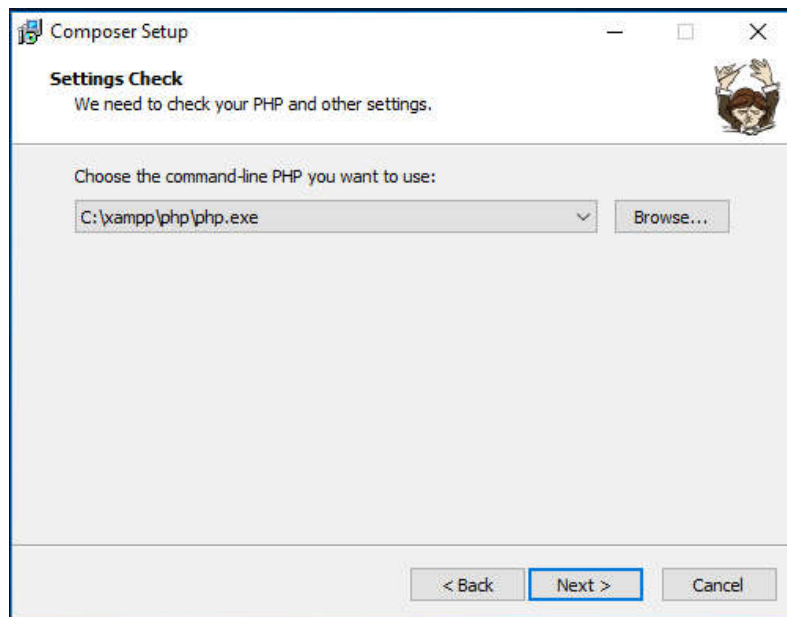 Composer Setup
Settings Check
We need to check your PHP and other settings.
Choose the command-line PHP you want to use:
C:\xampp\php\php.exe
Browse...
< Back
Next >
Cancel